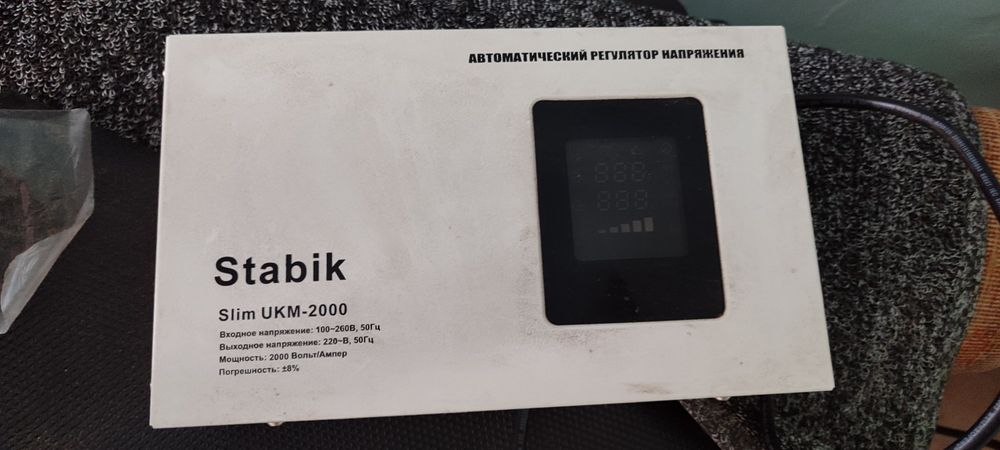 АВТОМАТИЧЕСКИЙ РЕГУЛЯТОР НАПРЯЖЕНИЯ
Stabik
Slim UKM-2000
Входное напряжение: 100~260В, 50Гц
Выходное напряжение: 220~В, 50Гц
Мощность: 2000 Вольт/Ампер
Погрешность: ±8%